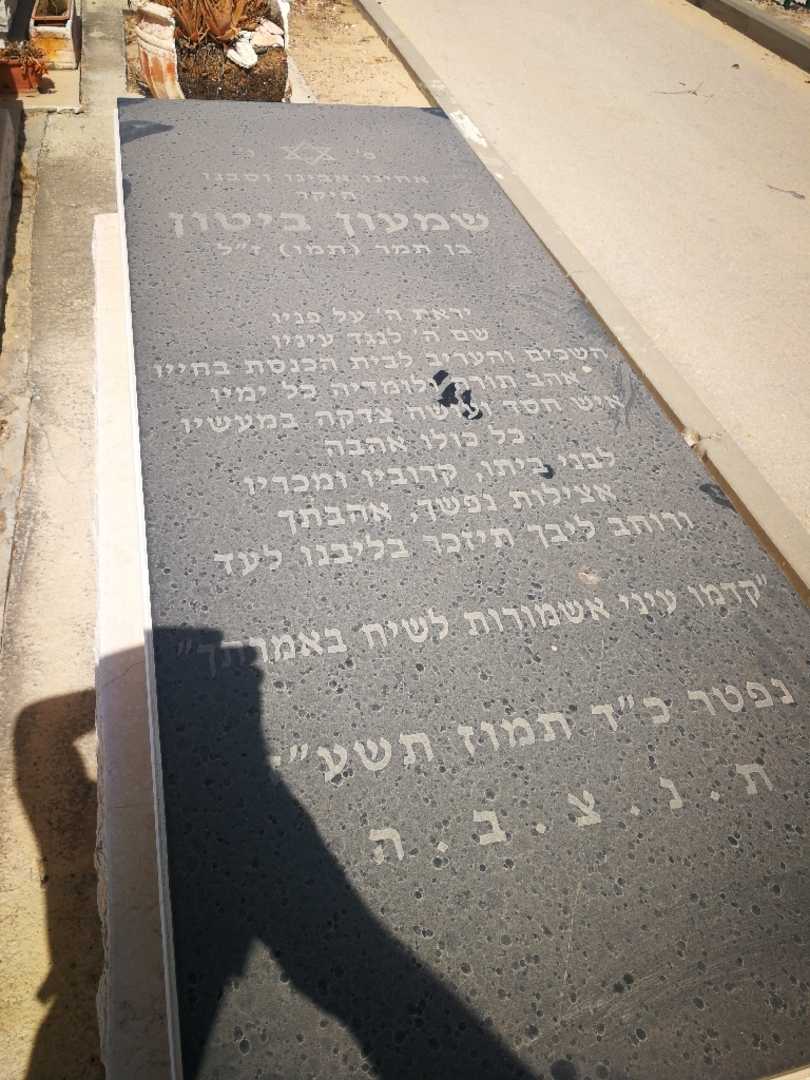 פ' נ'
אחינו אבינו וסבנו
היקר
שמעון ביטון
בן תמר (תמו) ז"ל
יראת ה' על פניו
שם ה' לנגד עיניו
השכים והעריב לבית הכנסת בחייו
אהב תורה ולומדיה כל ימיו
איש חסד ועושה צדקה במעשיו
כל כולו אהבה
לבני ביתו, קרוביו ומכריו
אצילות נפשך, אהבתך
ורוחב ליבך תיזכר בליבנו לעד
"קדמו עיני אשמורות לשיח באמרתך"
נפטר כ"ד תמוז תשע"
ת . נ . צ . ב . ה